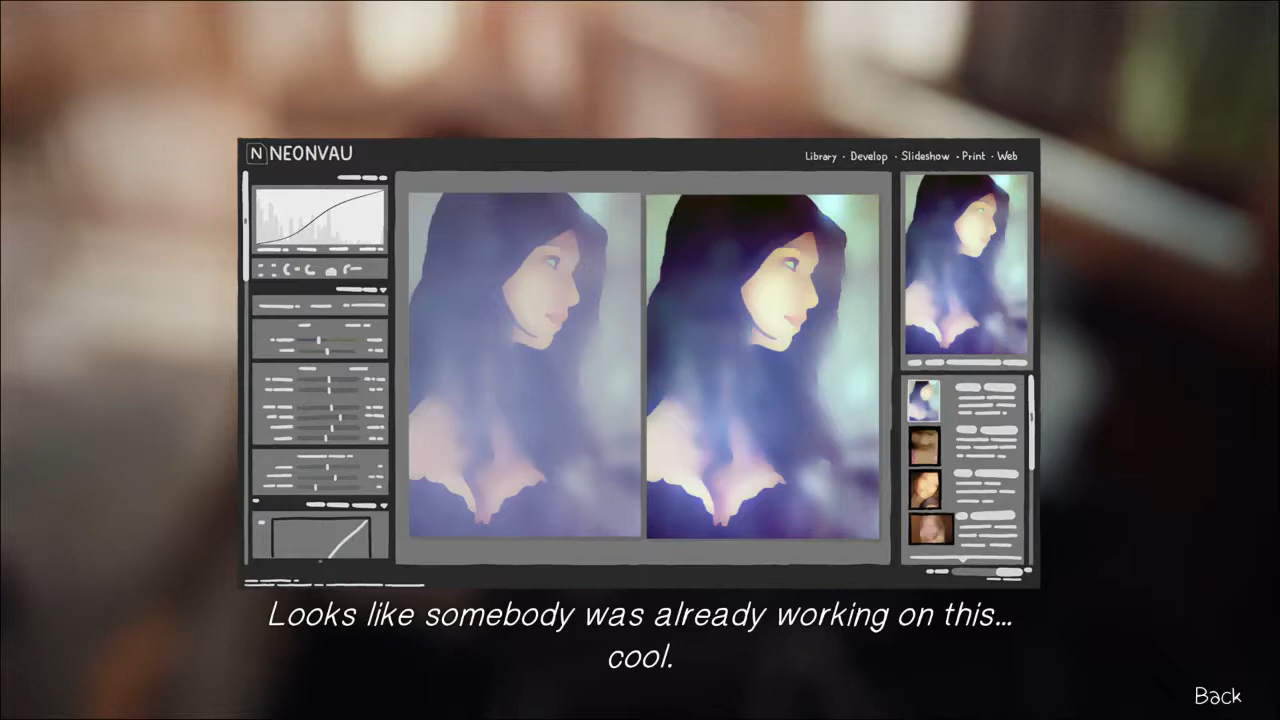 N NEONVAU
Library · Develop · Slideshow · Print · Web
Looks like somebody was already working on this...
cool.
Back